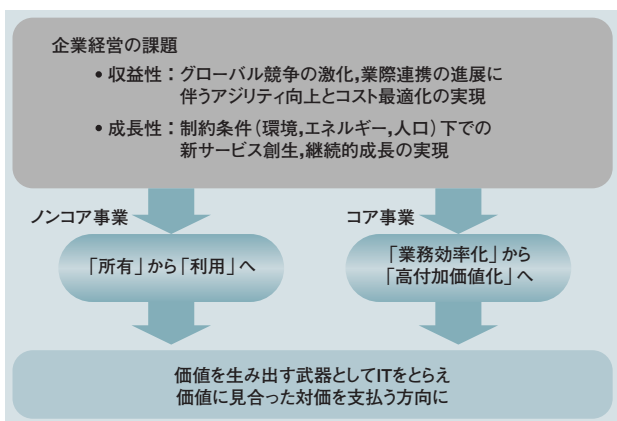 企業経営の課題
• 収益性：グローバル競争の激化,業際連携の進展に
伴うアジリティ向上とコスト最適化の実現
• 成長性：制約条件（環境,エネルギー,人口）下での
新サービス創生,継続的成長の実現
ノンコア事業
コア事業
「所有」から「利用」へ
「業務効率化」から
「高付加価値化」へ
価値を生み出す武器としてITをとらえ
価値に見合った対価を支払う方向に